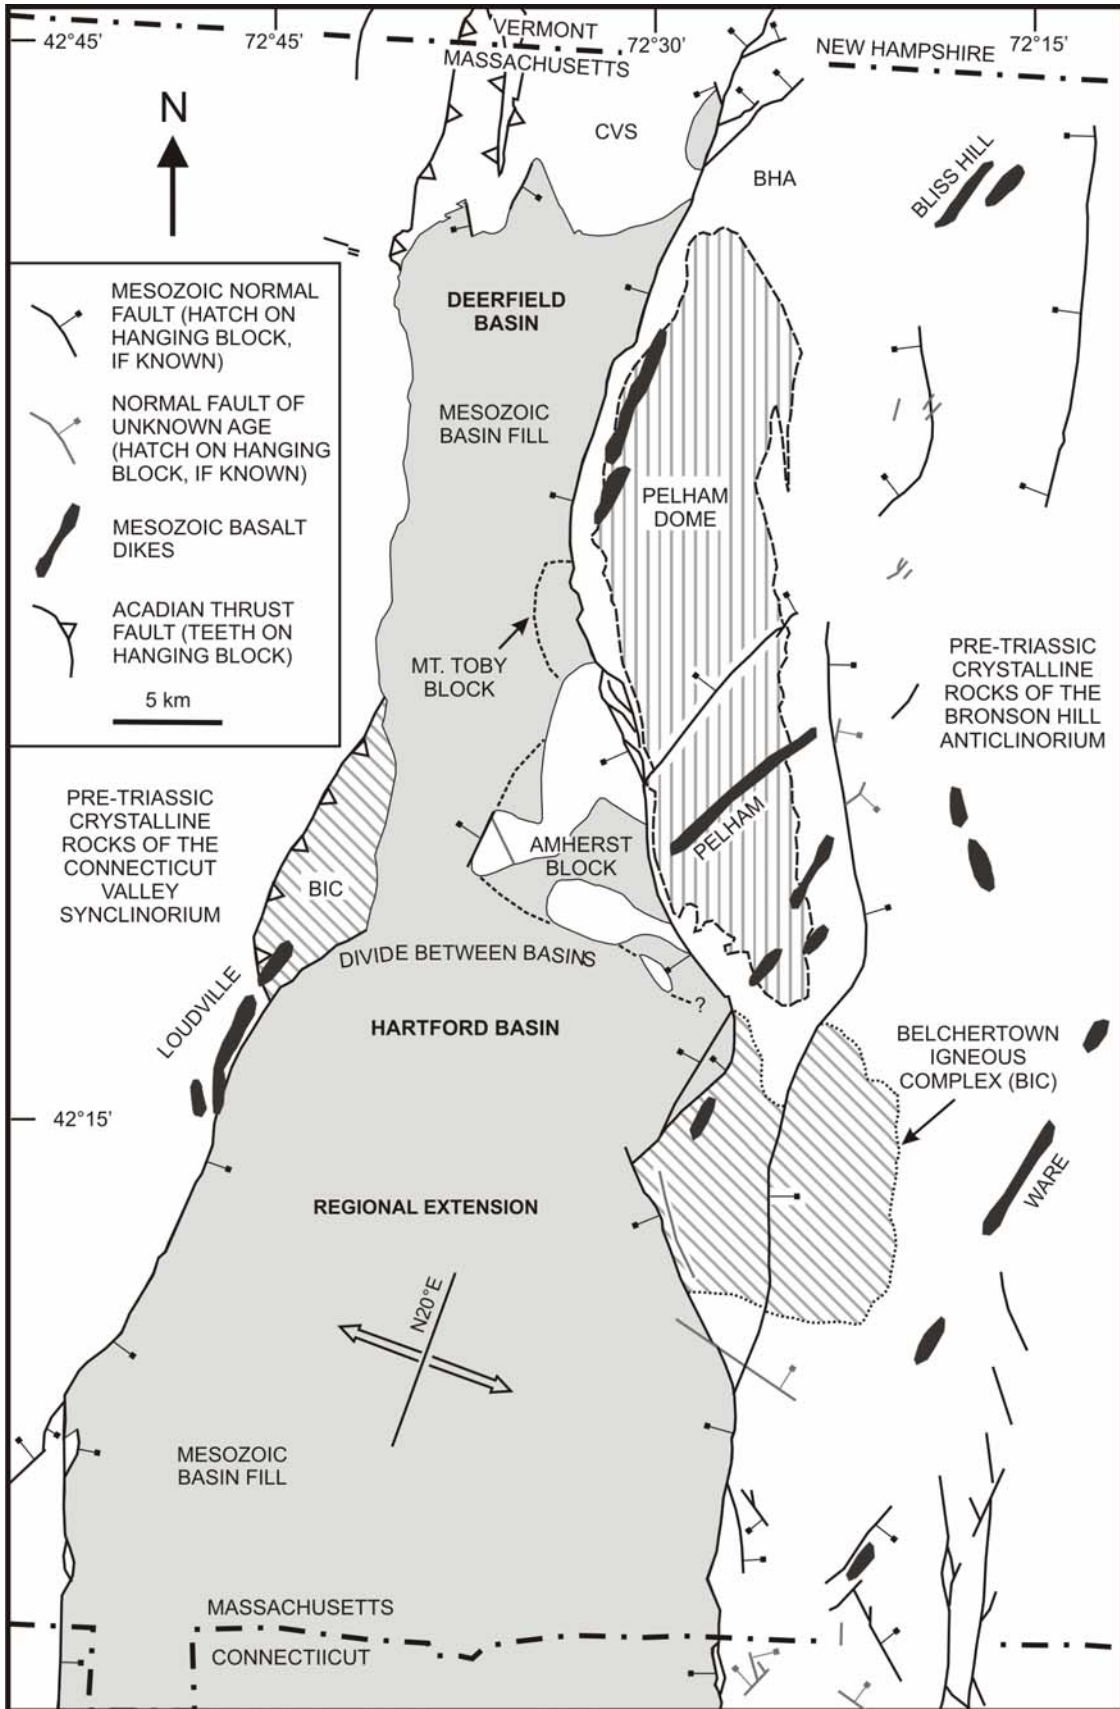 VERMONT
42°45'
72°45'
72°30'
72°15'
MASSACHUSETTS
NEW HAMPSHIRE
N
CVS
BHA
BLISS HILL
MESOZOIC NORMAL
FAULT (HATCH ON
HANGING BLOCK,
IF KNOWN)
NORMAL FAULT OF
UNKNOWN AGE
(HATCH ON HANGING
BLOCK, IF KNOWN)
MESOZOIC BASALT
DIKES
ACADIAN THRUST
FAULT (TEETH ON
HANGING BLOCK)
5 km
DEERFIELD
BASIN
MESOZOIC
BASIN FILL
PELHAM
DOME
MT. TOBY
BLOCK
PRE-TRIASSIC
CRYSTALLINE
ROCKS OF THE
BRONSON HILL
ANTICLINORIUM
PRE-TRIASSIC
CRYSTALLINE
ROCKS OF THE
CONNECTICUT
VALLEY
SYNCLINORIUM
BIC
AMHERST
BLOCK
PELHAM
DIVIDE BETWEEN BASINS
?
LOUDVILLE
HARTFORD BASIN
BELCHERTOWN
IGNEOUS
COMPLEX (BIC)
42°15'
WARE
REGIONAL EXTENSION
N20°E
MESOZOIC
BASIN FILL
MASSACHUSETTS
CONNECTIICUT